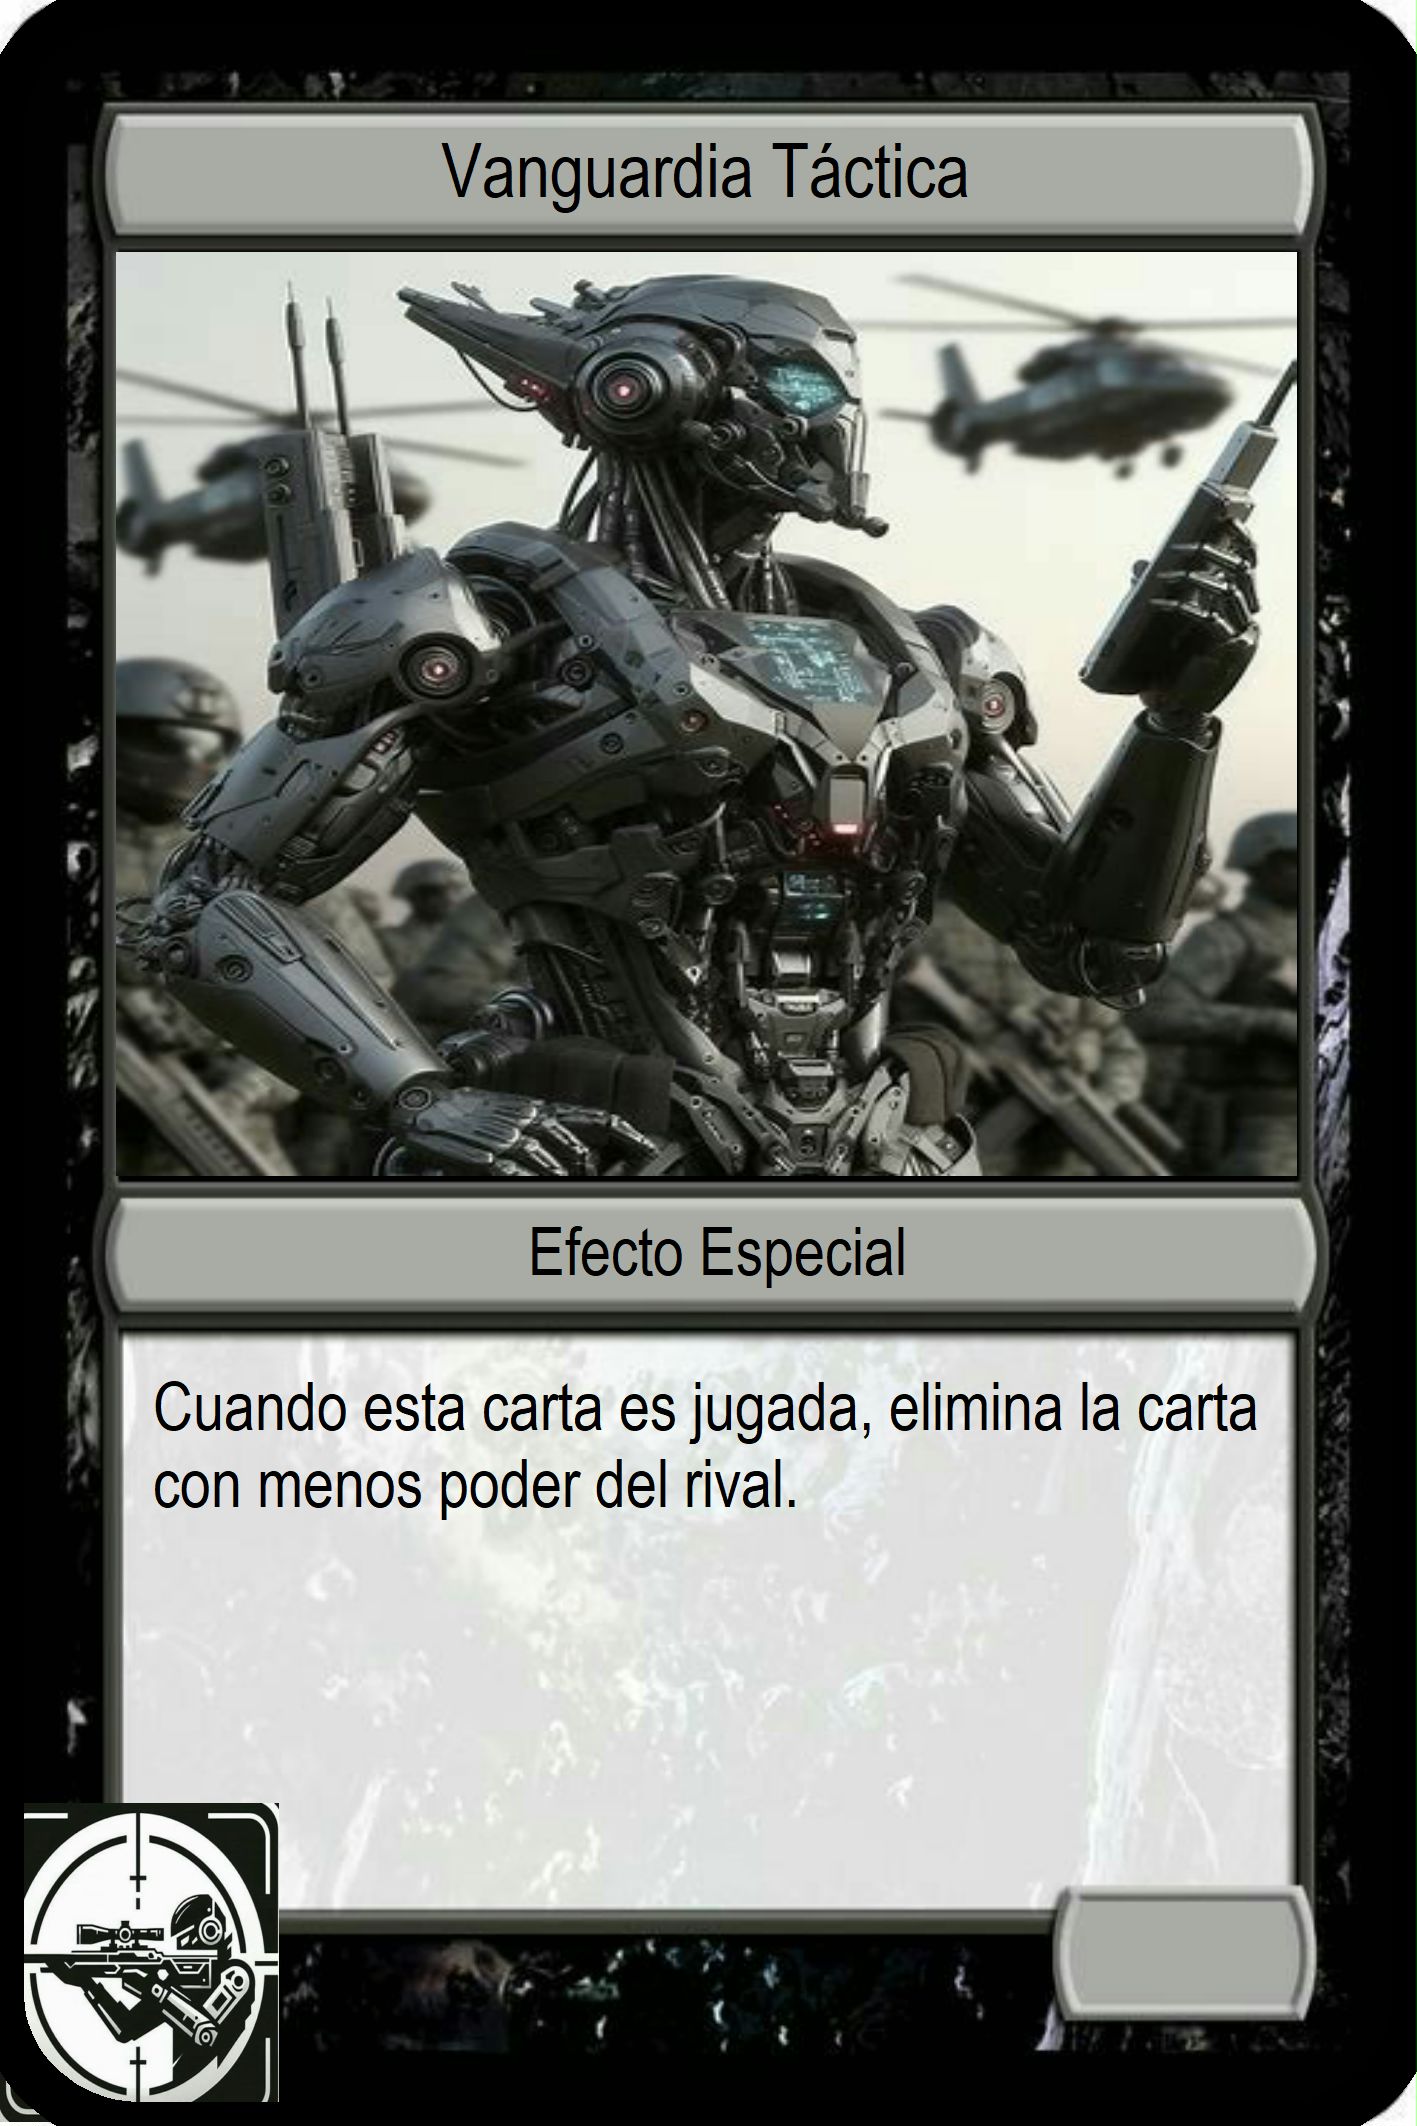 Vanguardia Táctica
Efecto Especial
Cuando esta carta es jugada, elimina la carta
con menos poder del rival.